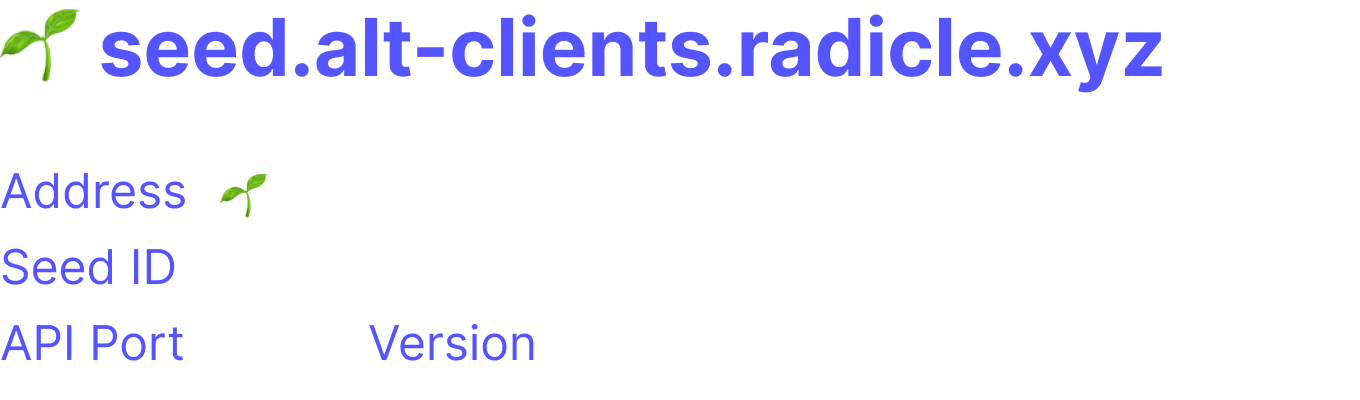 🌱 seed.alt-clients.radicle.xyz
Address 🌱
Seed ID
API Port Version